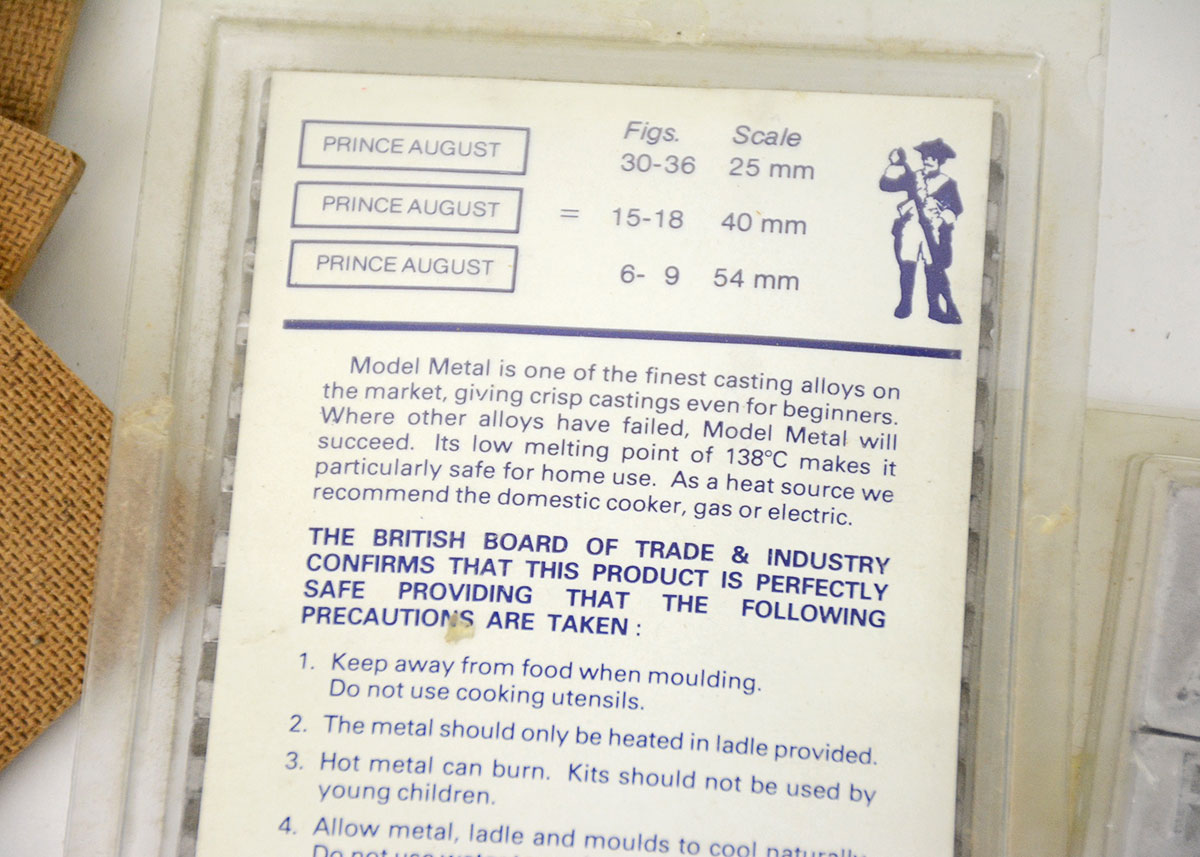 Figs. Scale
PRINCE AUGUST 30-36 25 mm
PRINCE AUGUST = 15-18 40 mm
PRINCE AUGUST 6- 9 54 mm
Model Metal is one of the finest casting alloys on
the market, giving crisp castings even for beginners.
Where other alloys have failed, Model Metal will
succeed. Its low melting point of 138°C makes it
particularly safe for home use. As a heat source we
recommend the domestic cooker, gas or electric.
THE BRITISH BOARD OF TRADE & INDUSTRY
CONFIRMS THAT THIS PRODUCT IS PERFECTLY
SAFE PROVIDING THAT THE FOLLOWING
PRECAUTIONS ARE TAKEN :
1. Keep away from food when moulding.
Do not use cooking utensils.
2. The metal should only be heated in ladle provided.
3. Hot metal can burn. Kits should not be used by
young children.
4. Allow metal, ladle and moulds to cool naturally
Do not use